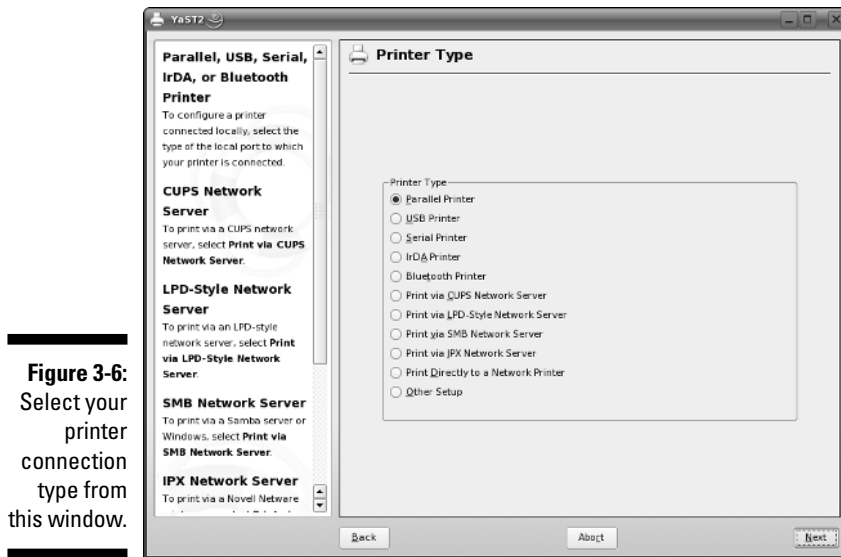 YaST2
Parallel, USB, Serial,
IrDA, or Bluetooth
Printer
To configure a printer
connected locally, select the
type of the local port to which
your printer is connected.
CUPS Network
Server
To print via a CUPS network
server, select Print via CUPS
Network Server.
LPD-Style Network
Server
To print via an LPD-style
network server, select Print
via LPD-Style Network
Server.
SMB Network Server
To print via a Samba server or
Windows, select Print via
SMB Network Server.
IPX Network Server
To print via a Novell Netware
Printer Type
Printer Type
Parallel Printer
USB Printer
Serial Printer
IrDA Printer
Bluetooth Printer
Print via CUPS Network Server
Print via LPD-Style Network Server
Print via SMB Network Server
Print via IPX Network Server
Print Directly to a Network Printer
Other Setup
Back
Abort
Next
Figure 3-6:
Select your
printer
connection
type from
this window.